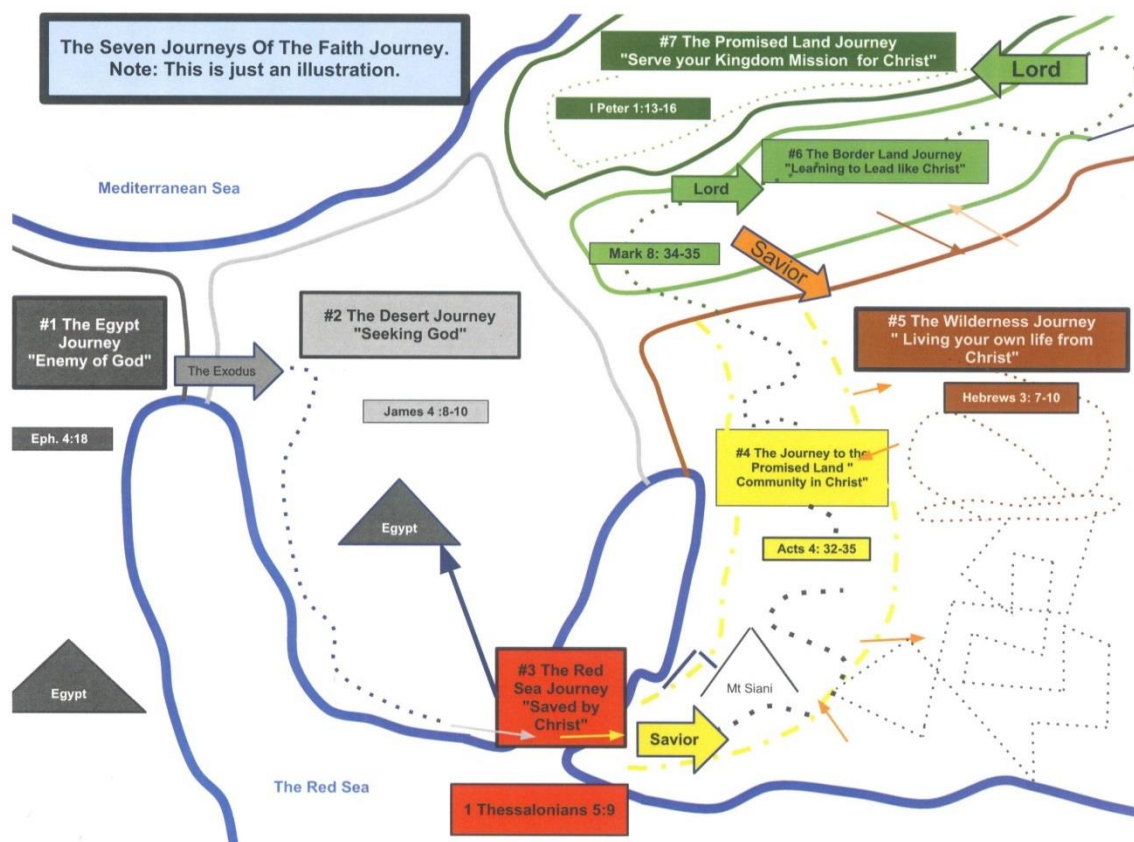 The Seven Journeys Of The Faith Journey.
Note: This is just an illustration.
#7 The Promised Land Journey
"Serve your Kingdom Mission for Christ"
Lord
I Peter 1:13-16
#6 The Border Land Journey
"Learning to Lead like Christ"
Lord
Mediterranean Sea
Mark 8: 34-35
Savior
#1 The Egypt
Journey
"Enemy of God"
The Exodus
#2 The Desert Journey
"Seeking God"
#5 The Wilderness Journey
" Living your own life from
Christ"
Hebrews 3: 7-10
James 4 :8-10
Eph. 4:18
#4 The Journey to the
Promised Land "
Community in Christ"
Egypt
Acts 4: 32-35
Egypt
#3 The Red
Sea Journey
"Saved by
Christ"
Mt Siani
Savior
The Red Sea
1 Thessalonians 5:9